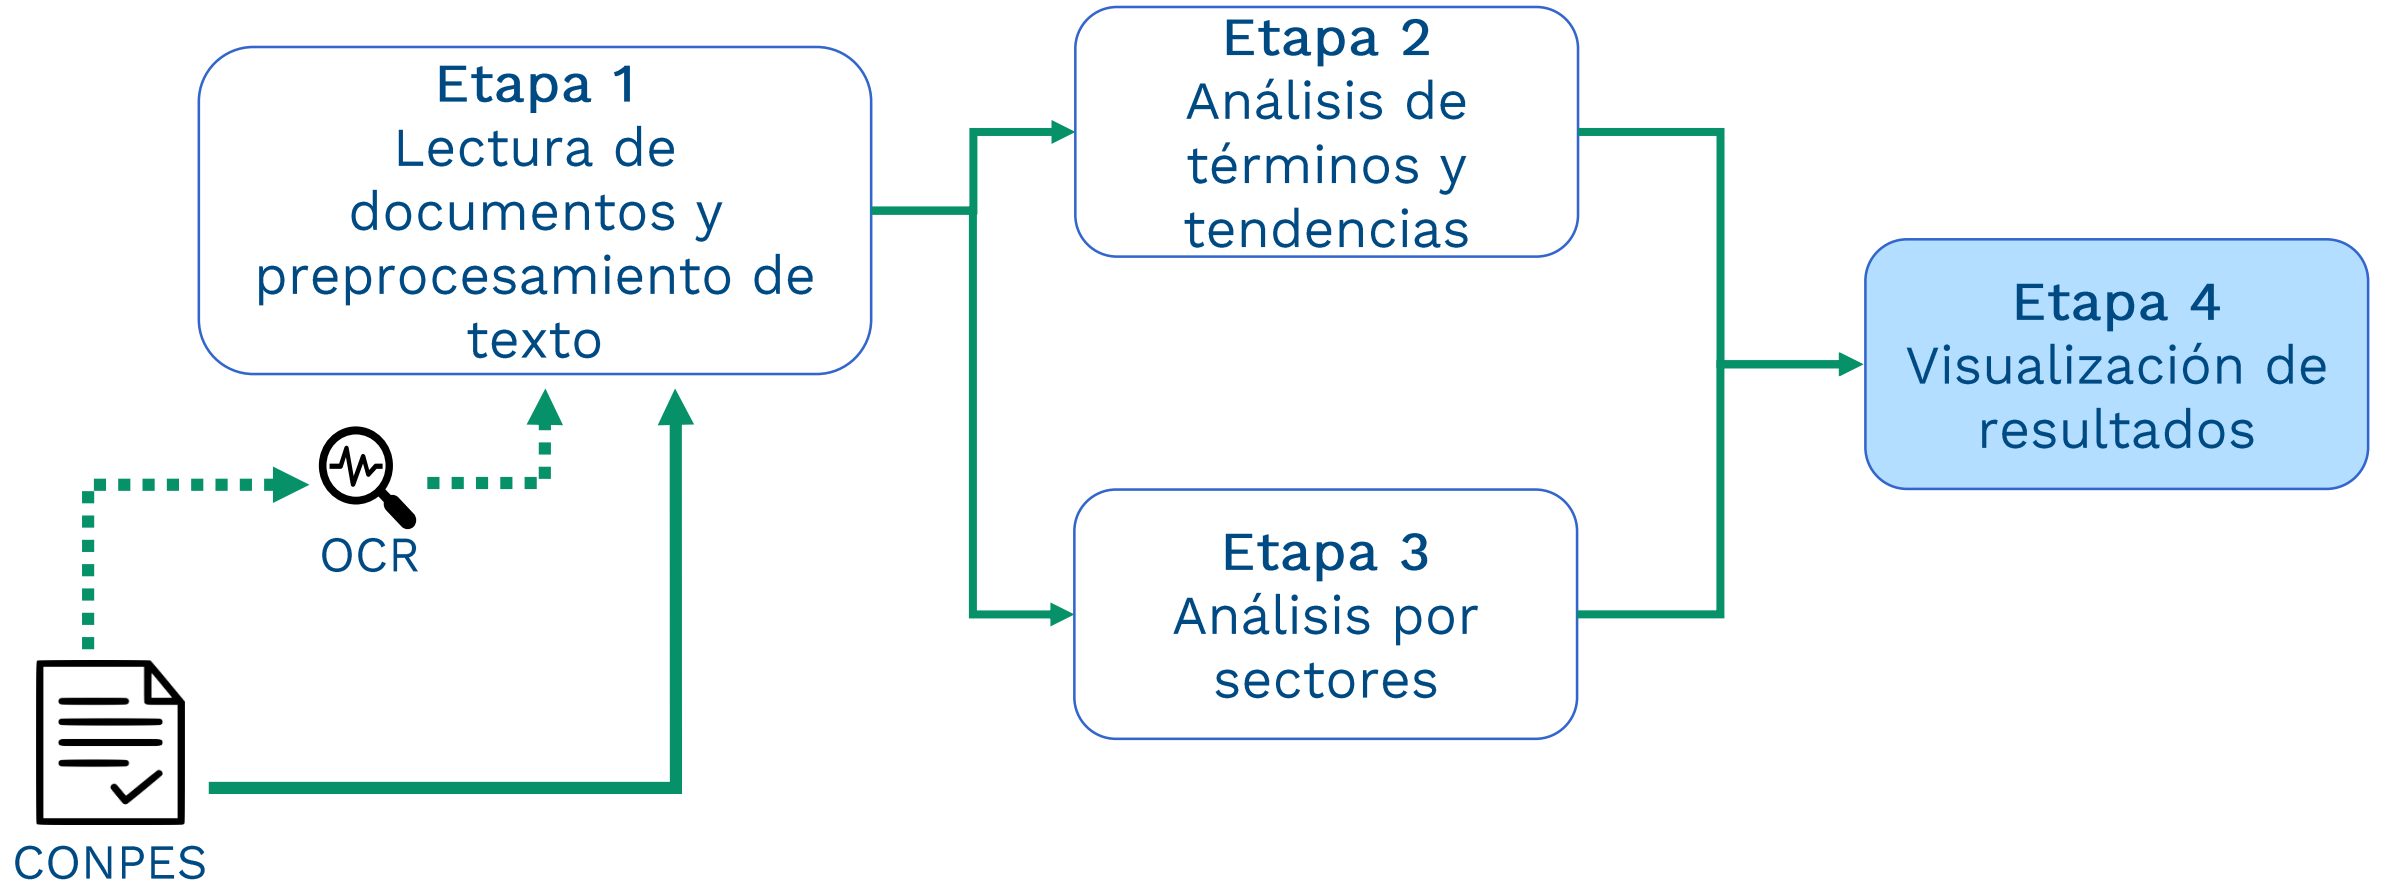 Etapa 1
Lectura de
documentos y
preprocesamiento de
texto
OCR
CONPES
Etapa 2
Análisis de
términos y
tendencias
Etapa 3
Análisis por
sectores
Etapa 4
Visualización de
resultados